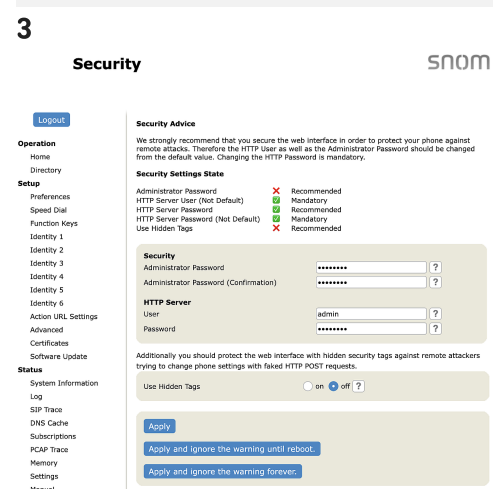 3
Security
snom
Logout
Operation
Home
Directory
Setup
Preferences
Speed Dial
Function Keys
Identity 1
Identity 2
Identity 3
Identity 4
Identity 5
Identity 6
Action URL Settings
Advanced
Certificates
Software Update
Status
System Information
Log
SIP Trace
DNS Cache
Subscriptions
PCAP Trace
Memory
Settings
Manual
Security Advice
We strongly recommend that you secure the web interface in order to protect your phone against
remote attacks. Therefore the HTTP User as well as the Administrator Password should be changed
from the default value. Changing the HTTP Password is mandatory.
Security Settings State
Administrator Password Recommended
HTTP Server User (Not Default) Mandatory
HTTP Server Password Recommended
HTTP Server Password (Not Default) Mandatory
Use Hidden Tags Recommended
Security
Administrator Password •••••••• ?
Administrator Password (Confirmation) •••••••• ?
HTTP Server
User admin ?
Password •••••••• ?
Additionally you should protect the web interface with hidden security tags against remote attackers
trying to change phone settings with faked HTTP POST requests.
Use Hidden Tags on off ?
Apply
Apply and ignore the warning until reboot.
Apply and ignore the warning forever.